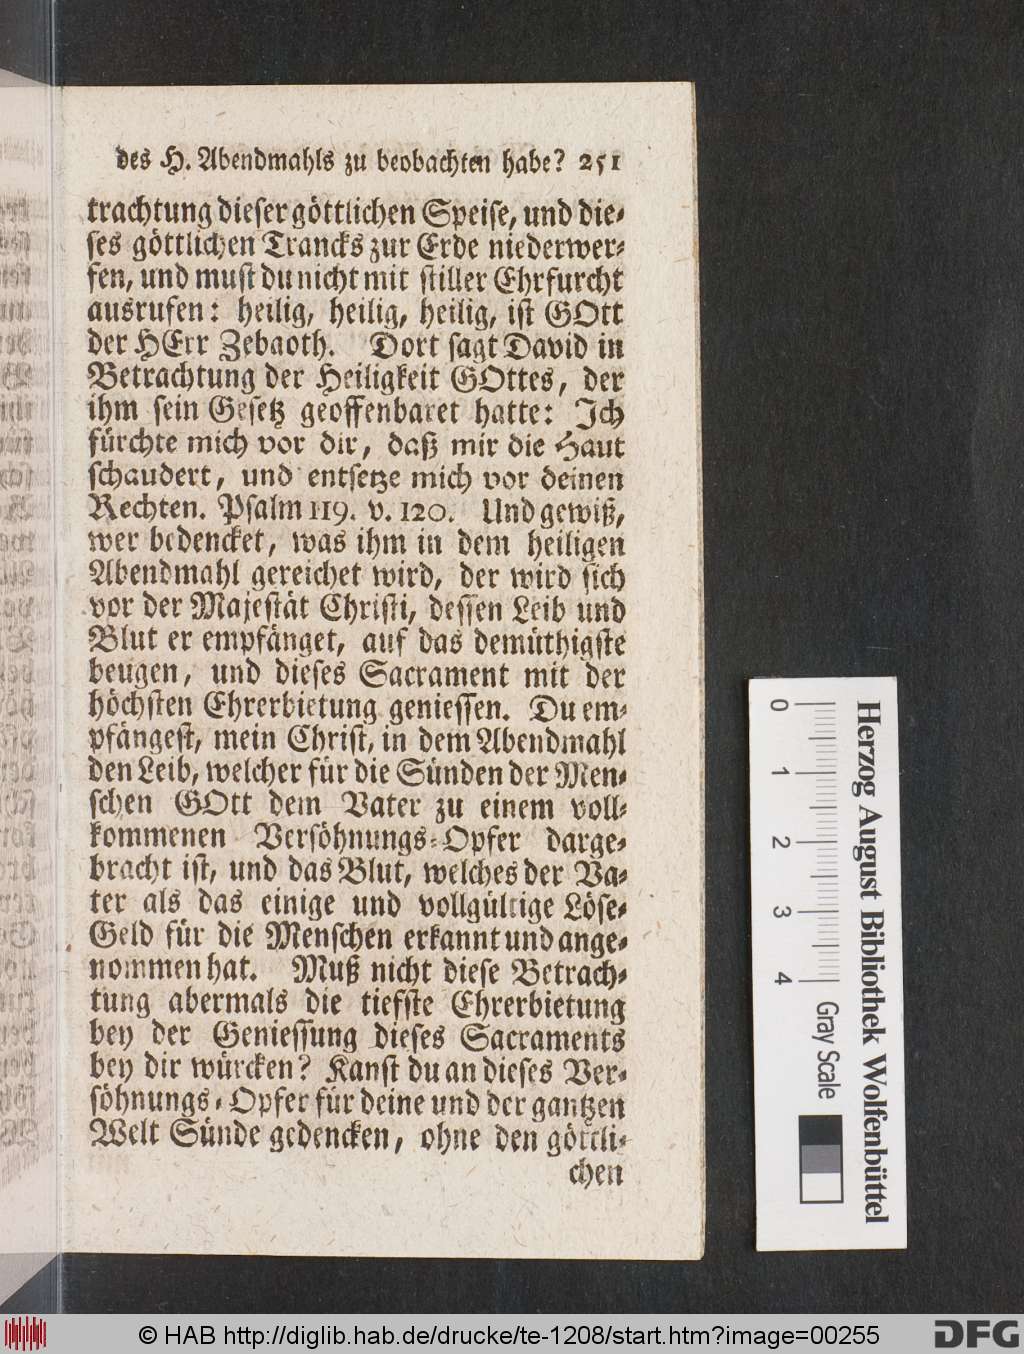 des H. Abendmahls zu beobachten habe? 251
trachtung dieser göttlichen Speise, und die-
ses göttlichen Trancks zur Erde niederwer-
fen, und must du nicht mit stiller Ehrfurcht
ausrufen: heilig, heilig, heilig, ist GOtt
der HErr Zebaoth. Dort sagt David in
Betrachtung der Heiligkeit GOttes, der
ihm sein Gesetz geoffenbaret hatte: Ich
fürchte mich vor dir, daß mir die Haut
schaudert, und entsetze mich vor deinen
Rechten. Psalm 119. v. 120. Und gewiß,
wer bedencket, was ihm in dem heiligen
Abendmahl gereichet wird, der wird sich
vor der Majestät Christi, dessen Leib und
Blut er empfänget, auf das demüthigste
beugen, und dieses Sacrament mit der
höchsten Ehrerbietung geniessen. Du em-
pfängest, mein Christ, in dem Abendmahl
den Leib, welcher für die Sünden der Men-
schen GOtt dem Vater zu einem voll-
kommenen Versöhnungs-Opfer darge-
bracht ist, und das Blut, welches der Va-
ter als das einige und vollgültige Löse-
Geld für die Menschen erkannt und ange-
nommen hat. Muß nicht diese Betrach-
tung abermals die tiefste Ehrerbietung
bey der Geniessung dieses Sacraments
bey dir würcken? Kanst du an dieses Ver-
söhnungs-Opfer für deine und der gantzen
Welt Sünde gedencken, ohne den göttli-
chen
0 1 2 3 4
Gray Scale
Herzog August Bibliothek Wolfenbüttel
© HAB http://diglib.hab.de/drucke/te-1208/start.htm?image=00255
DFG